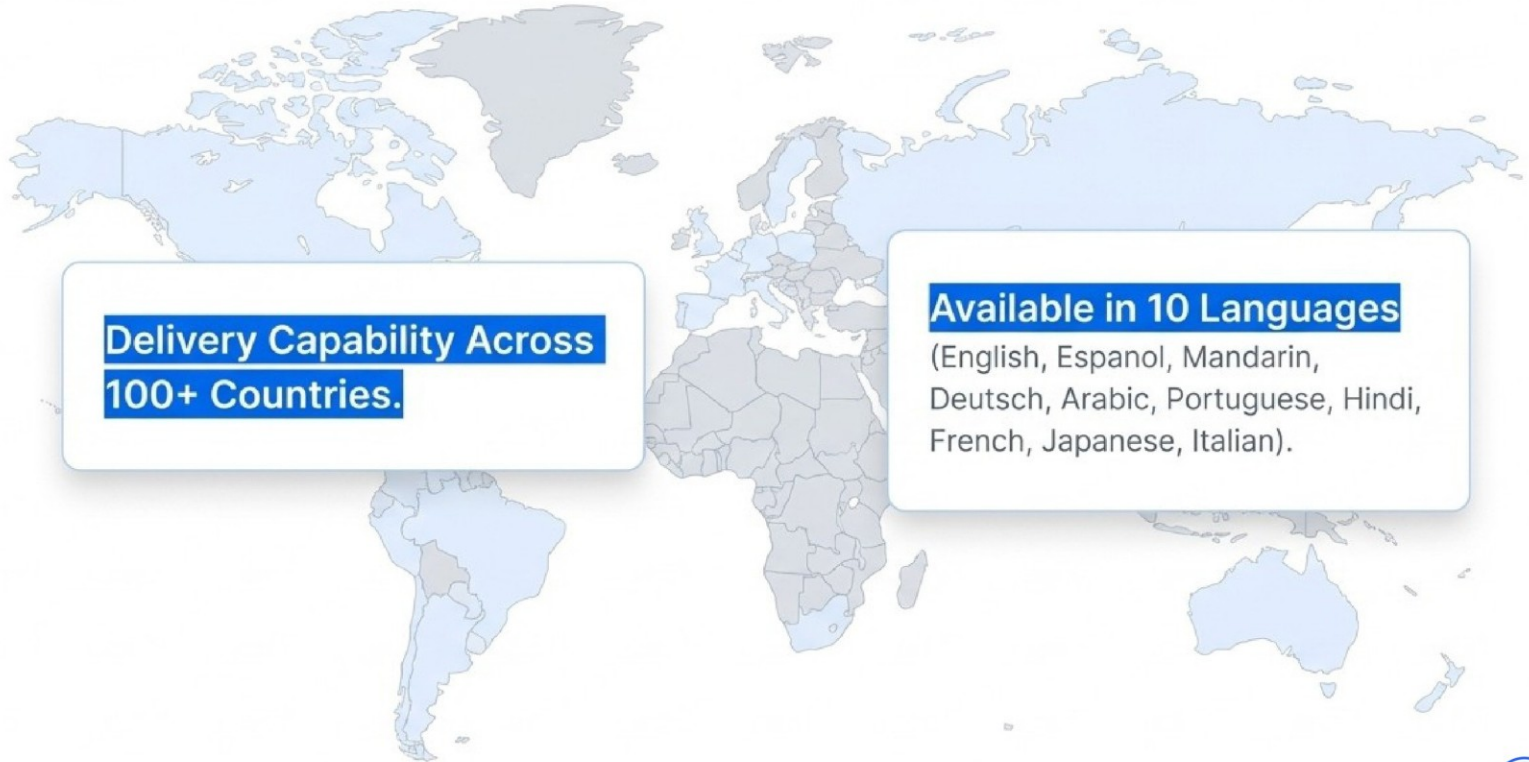 Delivery Capability Across
100+ Countries.
Available in 10 Languages
(English, Espanol, Mandarin,
Deutsch, Arabic, Portuguese, Hindi,
French, Japanese, Italian).